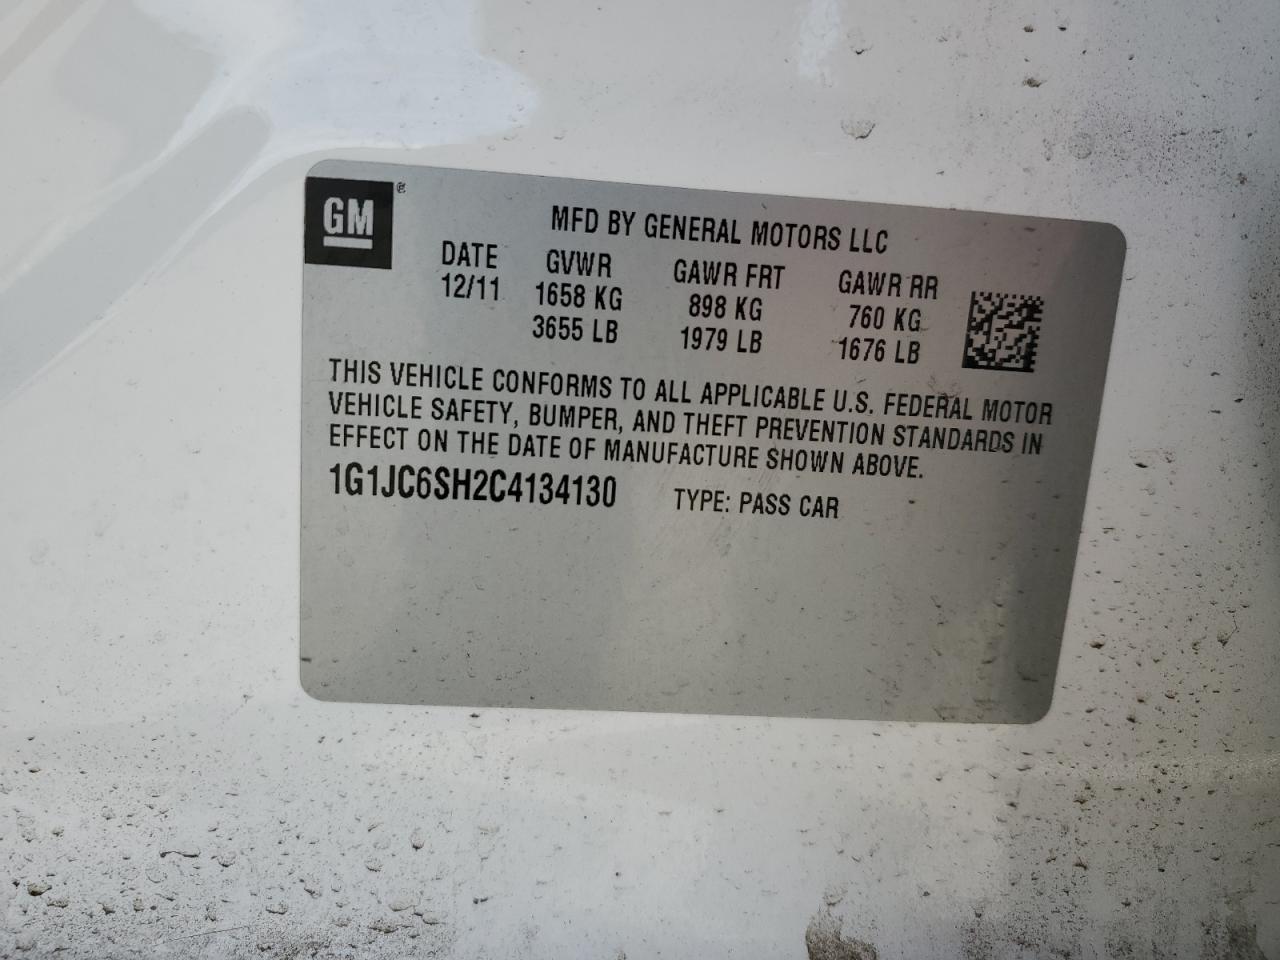 GM®
MFD BY GENERAL MOTORS LLC
DATE GVWR GAWR FRT GAWR RR
12/11 1658 KG 898 KG 760 KG
3655 LB 1979 LB 1676 LB
THIS VEHICLE CONFORMS TO ALL APPLICABLE U.S. FEDERAL MOTOR
VEHICLE SAFETY, BUMPER, AND THEFT PREVENTION STANDARDS IN
EFFECT ON THE DATE OF MANUFACTURE SHOWN ABOVE.
1G1JC6SH2C4134130 TYPE: PASS CAR